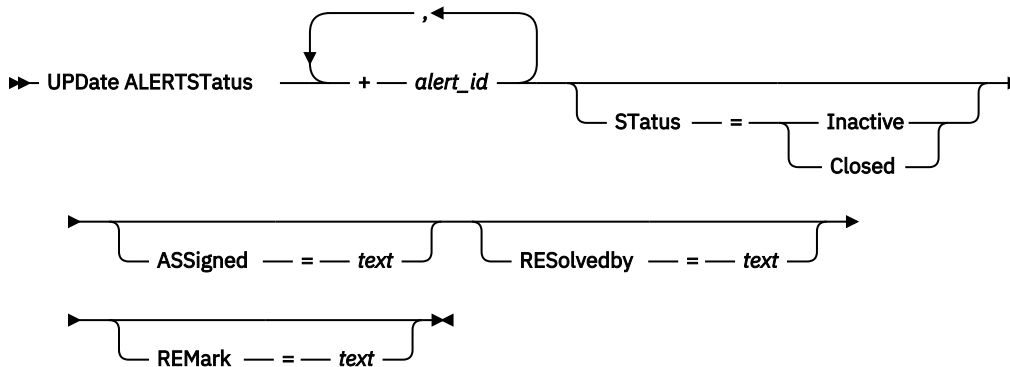 ,
UPDate ALERTSTatus + alert_id
STatus = Inactive
Closed
ASSigned = text RESolvedby = text
REMark = text